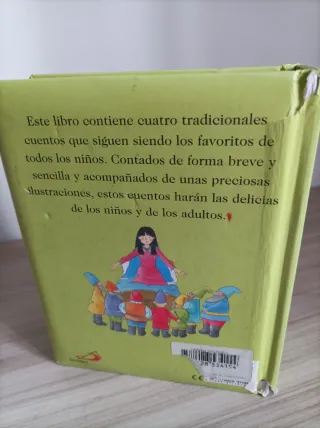 Este libro contiene cuatro tradicionales
cuentos que siguen siendo los favoritos de
todos los niños. Contados de forma breve y
sencilla y acompañados de unas preciosas
ilustraciones, estos cuentos harán las delicias
de los niños y de los adultos.